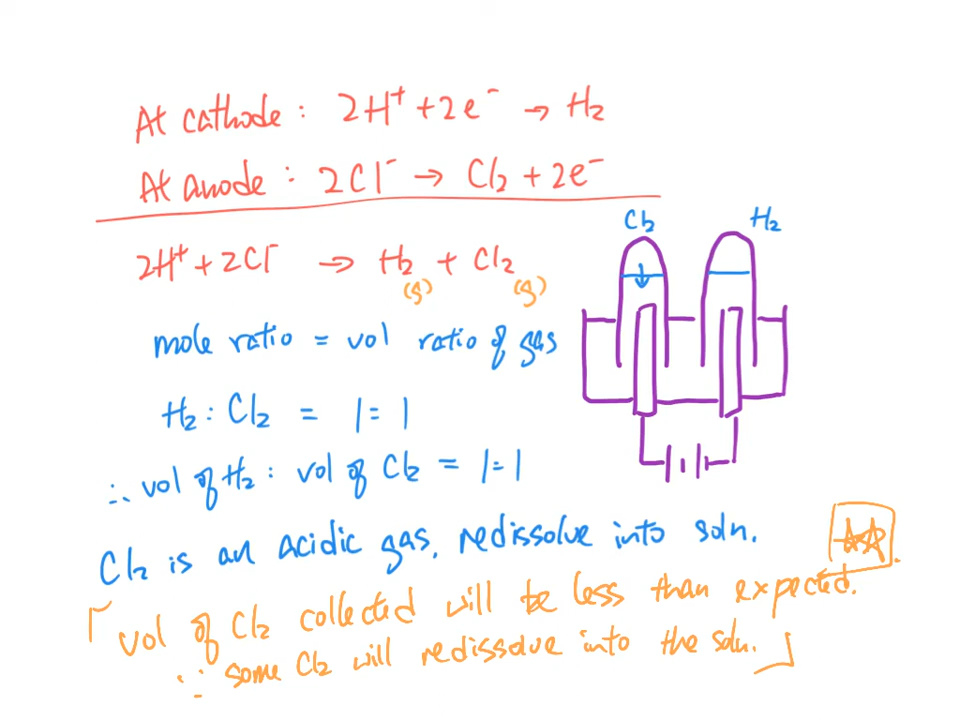 At cathode : 2H⁺ + 2e⁻ → H₂
At anode : 2Cl⁻ → Cl₂ + 2e⁻
2H⁺ + 2Cl⁻ → H₂ + Cl₂
(g) (g)
Cl₂ H₂
mole ratio = vol ratio of gas
H₂ : Cl₂ = 1 = 1
∴ vol of H₂ : vol of Cl₂ = 1 = 1
Cl₂ is an acidic gas, redissolve into soln.
「vol of Cl₂ collected will be less than expected.
∵ some Cl₂ will redissolve into the soln.」